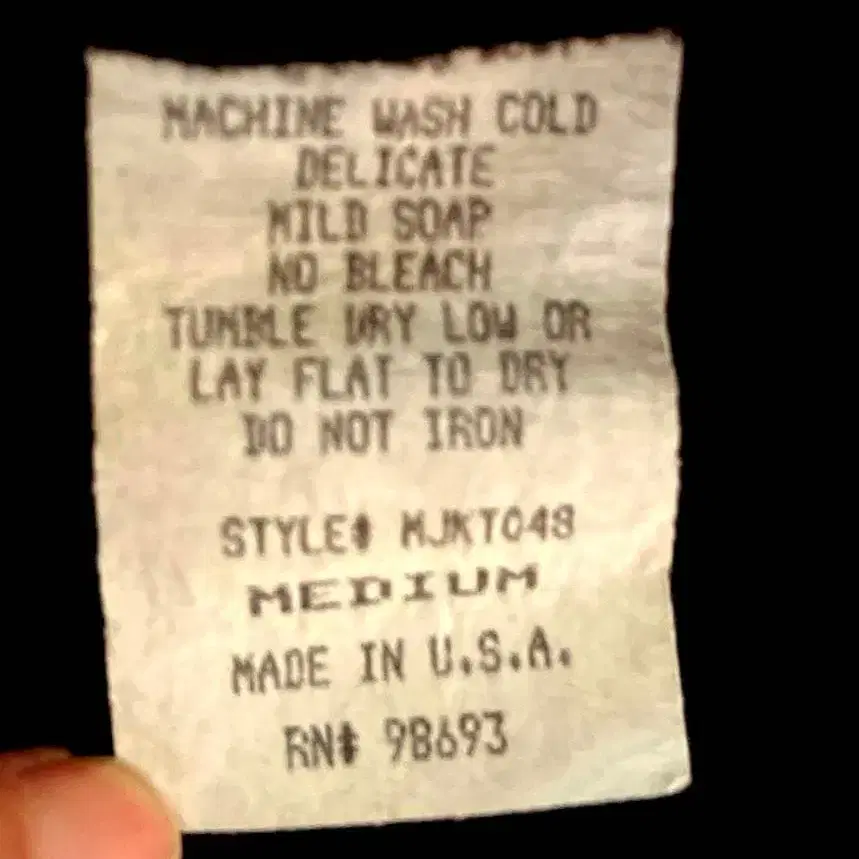 MACHINE WASH COLD
DELICATE
MILD SOAP
NO BLEACH
TUMBLE DRY LOW OR
LAY FLAT TO DRY
DO NOT IRON
STYLE# MJKT048
MEDIUM
MADE IN U.S.A.
RN# 98693